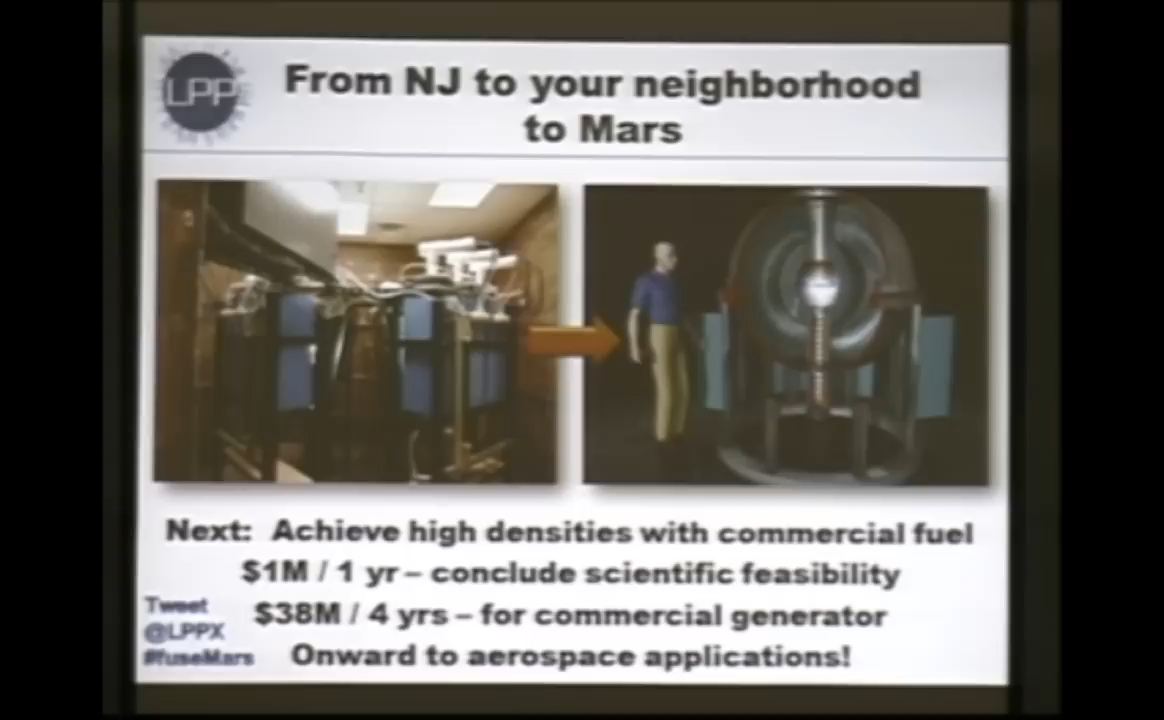 LPP
From NJ to your neighborhood
to Mars
Next: Achieve high densities with commercial fuel
$1M / 1 yr – conclude scientific feasibility
$38M / 4 yrs – for commercial generator
Onward to aerospace applications!
Tweet
@LPPX
#fuseMars